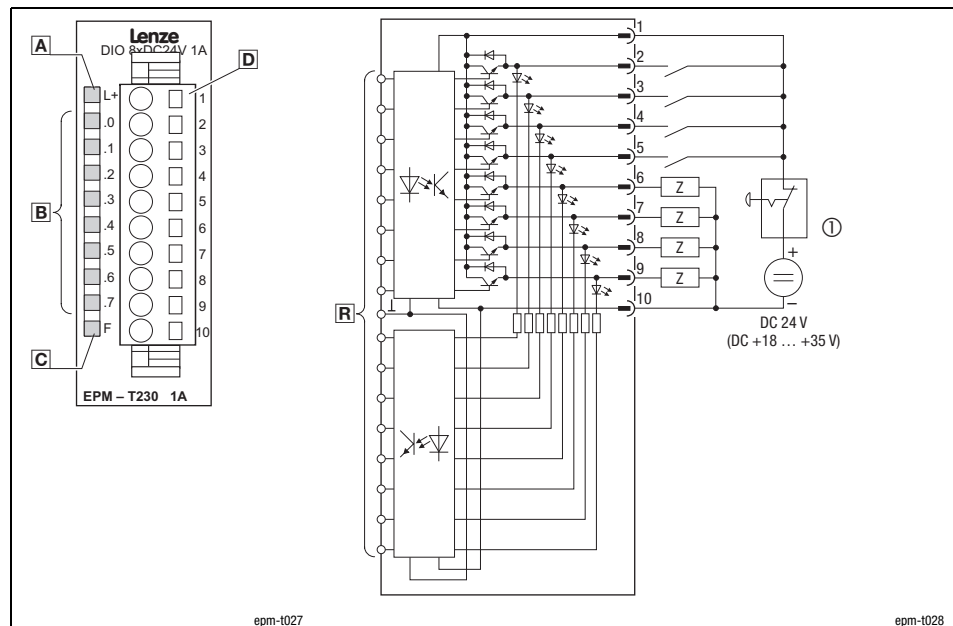 Lenze
DIO 8xDC24V 1A
A
D
L+ 1
.0 2
.1 3
B
.2 4
.3 5
.4 6
.5 7
.6 8
.7 9
F 10
C
EPM – T230 1A
epm-t027
1
2
3
4
5
6
Z
7
Z
8
Z
9
Z
10
R
⊥
①
+
–
DC 24 V
(DC +18 … +35 V)
epm-t028